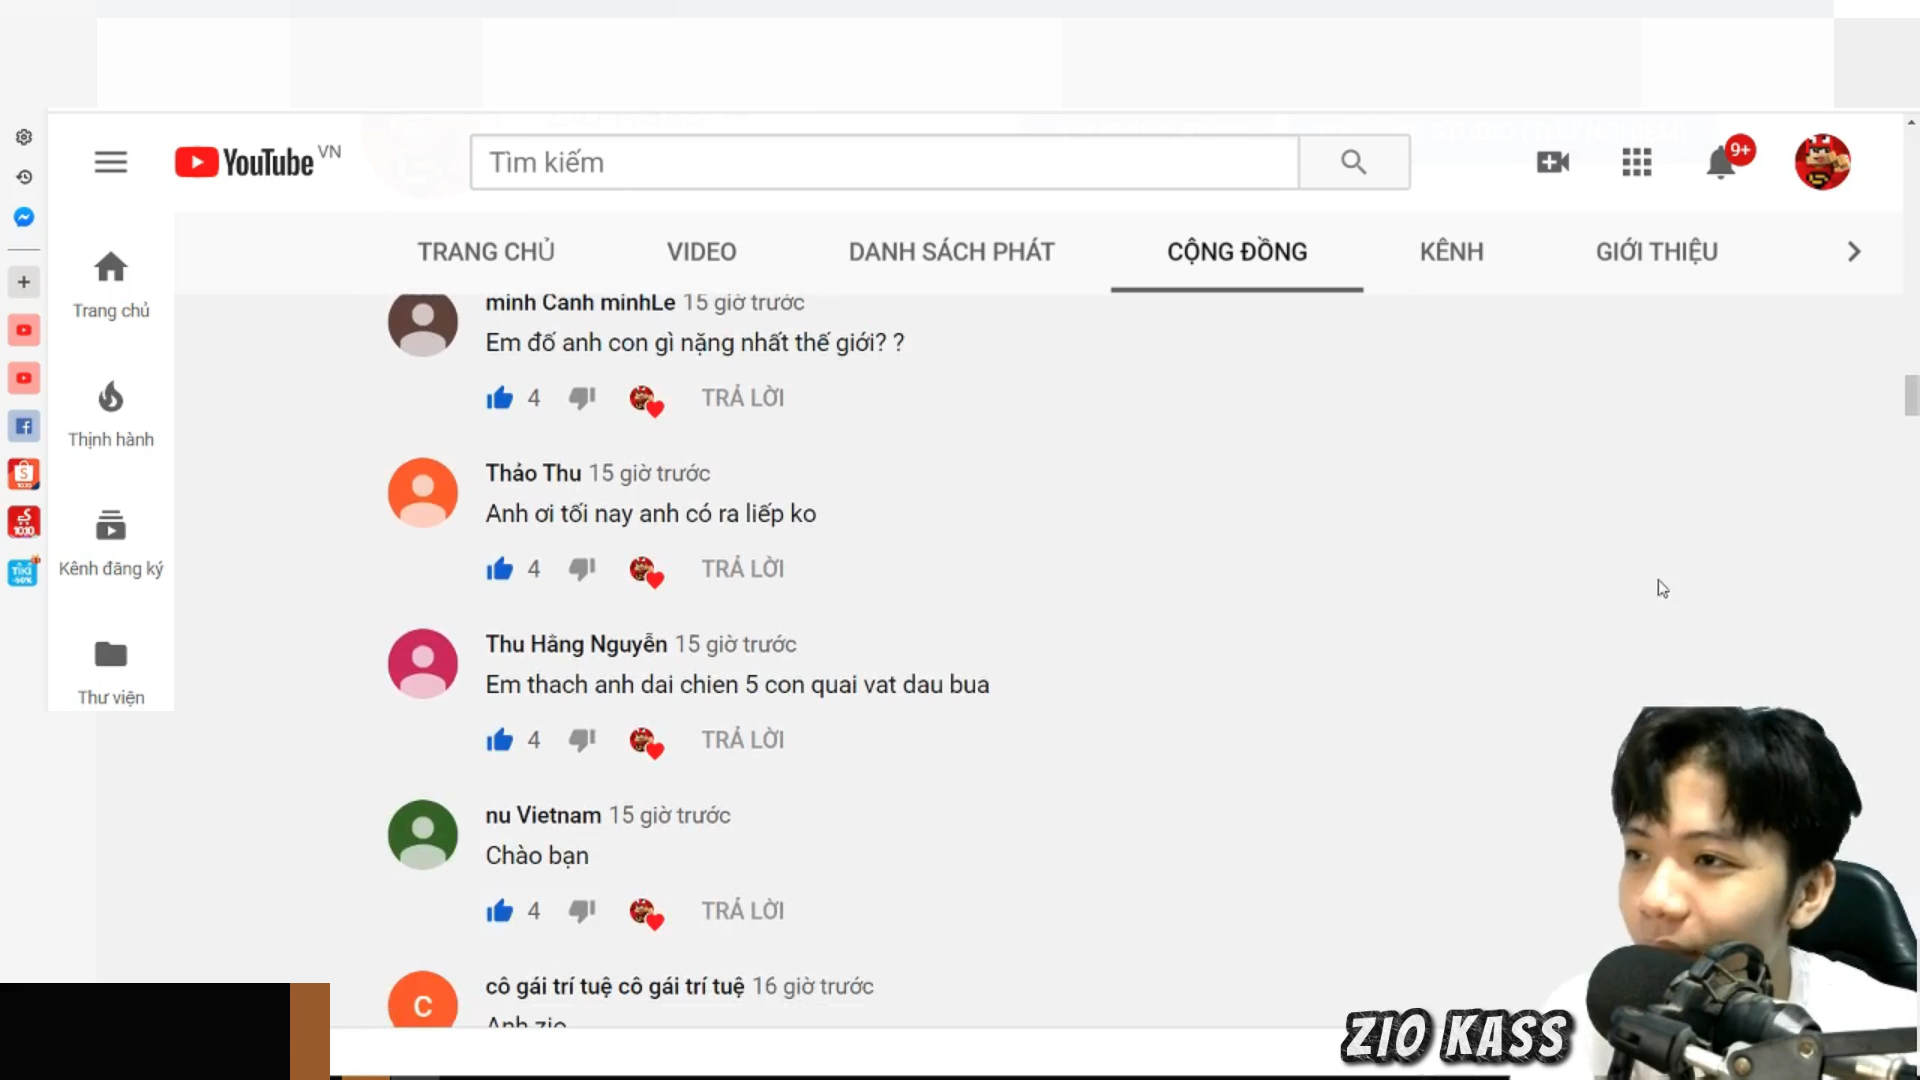 YouTube VN
Tìm kiếm
9+
TRANG CHỦ VIDEO DANH SÁCH PHÁT CỘNG ĐỒNG KÊNH GIỚI THIỆU
Trang chủ
Thịnh hành
Kênh đăng ký
Thư viện
minh Canh minhLe 15 giờ trước
Em đố anh con gì nặng nhất thế giới? ?
4 TRẢ LỜI
Thảo Thu 15 giờ trước
Anh ơi tối nay anh có ra liếp ko
4 TRẢ LỜI
Thu Hằng Nguyễn 15 giờ trước
Em thach anh dai chien 5 con quai vat dau bua
4 TRẢ LỜI
nu Vietnam 15 giờ trước
Chào bạn
4 TRẢ LỜI
C
cô gái trí tuệ cô gái trí tuệ 16 giờ trước
Anh zio
ZIO KASS